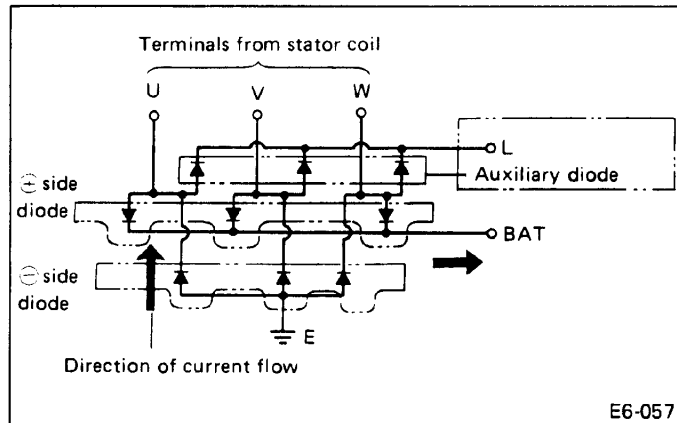 Terminals from stator coil
U
V
W
L
Auxiliary diode
⊕ side
diode
BAT
⊖ side
diode
E
Direction of current flow
E6-057